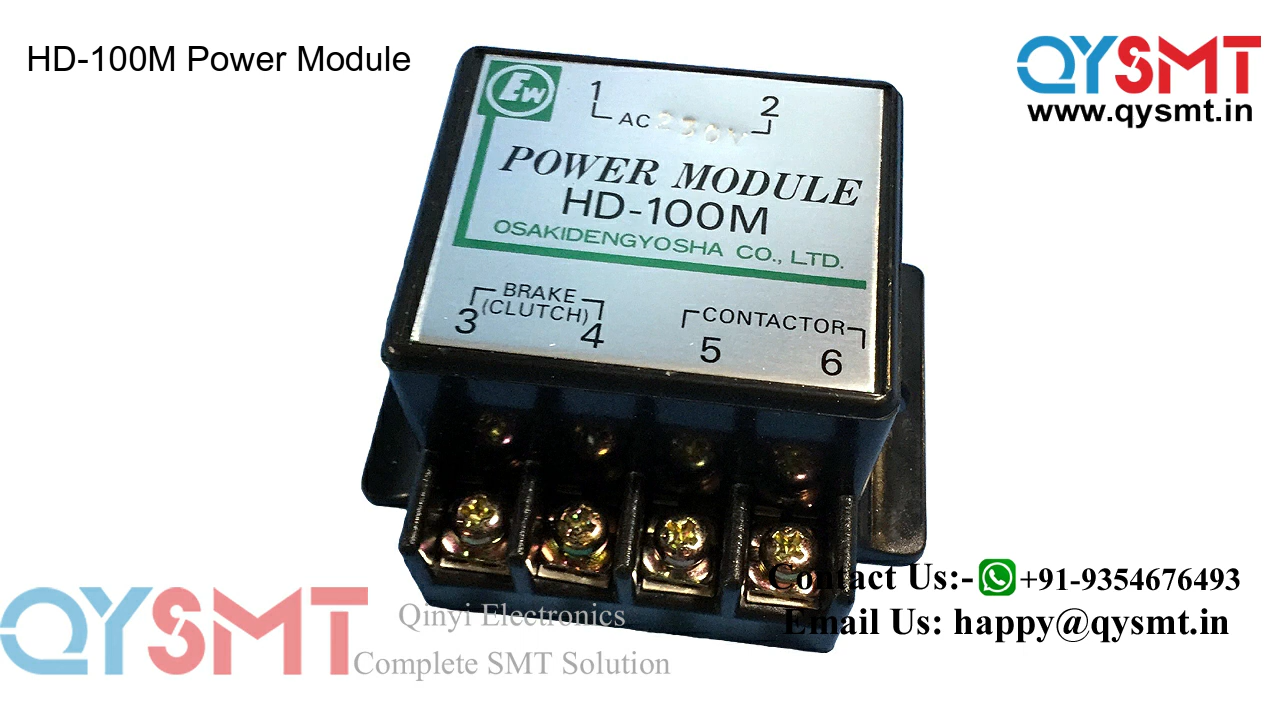 HD-100M Power Module
QYSMT
www.qysmt.in
EW
1 2
AC 230V
POWER MODULE
HD-100M
OSAKIDENGYOSHA CO., LTD.
BRAKE
(CLUTCH)
3 4
CONTACTOR
5 6
Contact Us:- +91-9354676493
Email Us: happy@qysmt.in
QYSMT
Qinyi Electronics
Complete SMT Solution